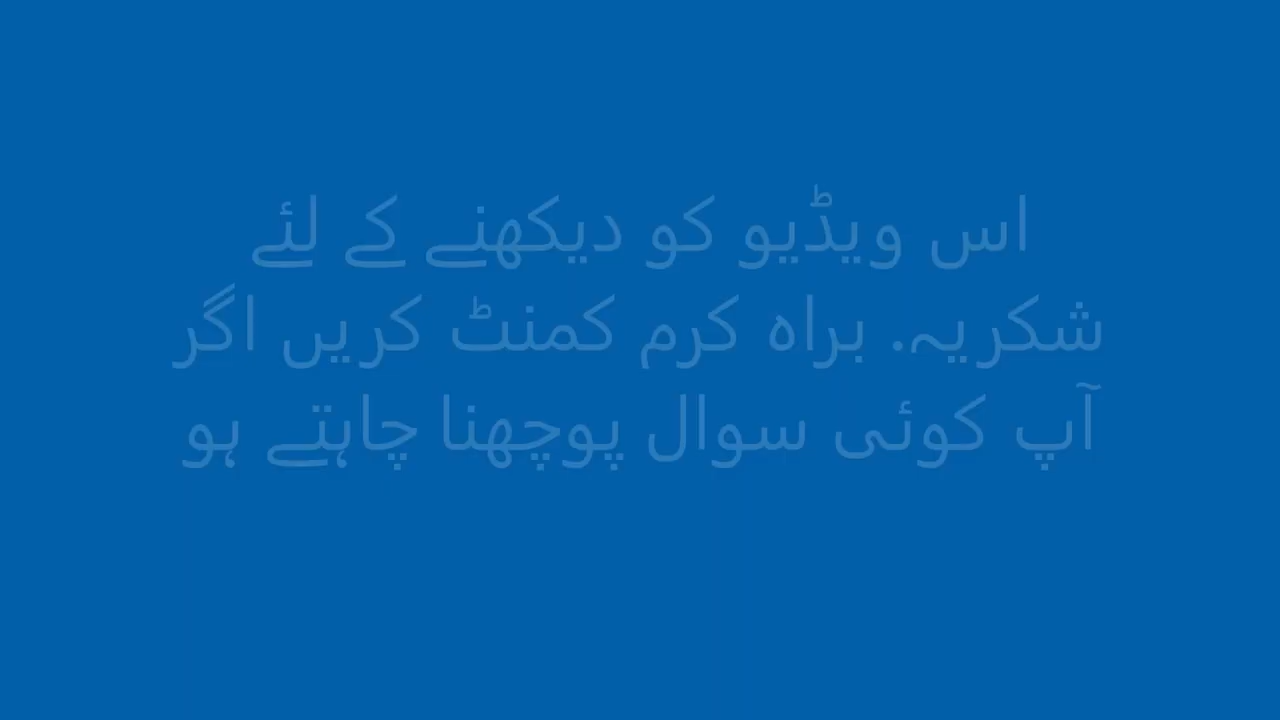 اس ویڈیو کو دیکھنے کے لئے
شکریہ. براہ کرم کمنٹ کریں اگر
آپ کوئی سوال پوچھنا چاہتے ہو